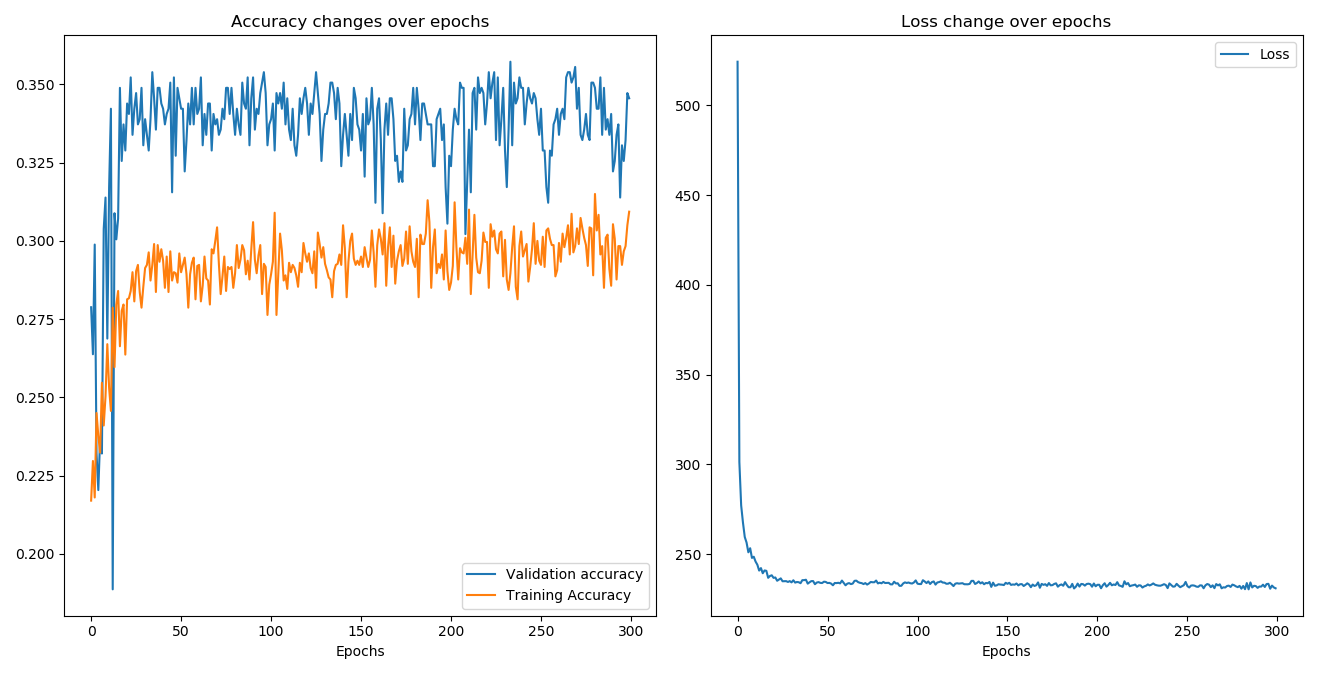 Accuracy changes over epochs
0.350
0.325
0.300
0.275
0.250
0.225
0.200
Validation accuracy
Training Accuracy
0 50 100 150 200 250 300
Epochs
Loss change over epochs
Loss
500
450
400
350
300
250
0 50 100 150 200 250 300
Epochs